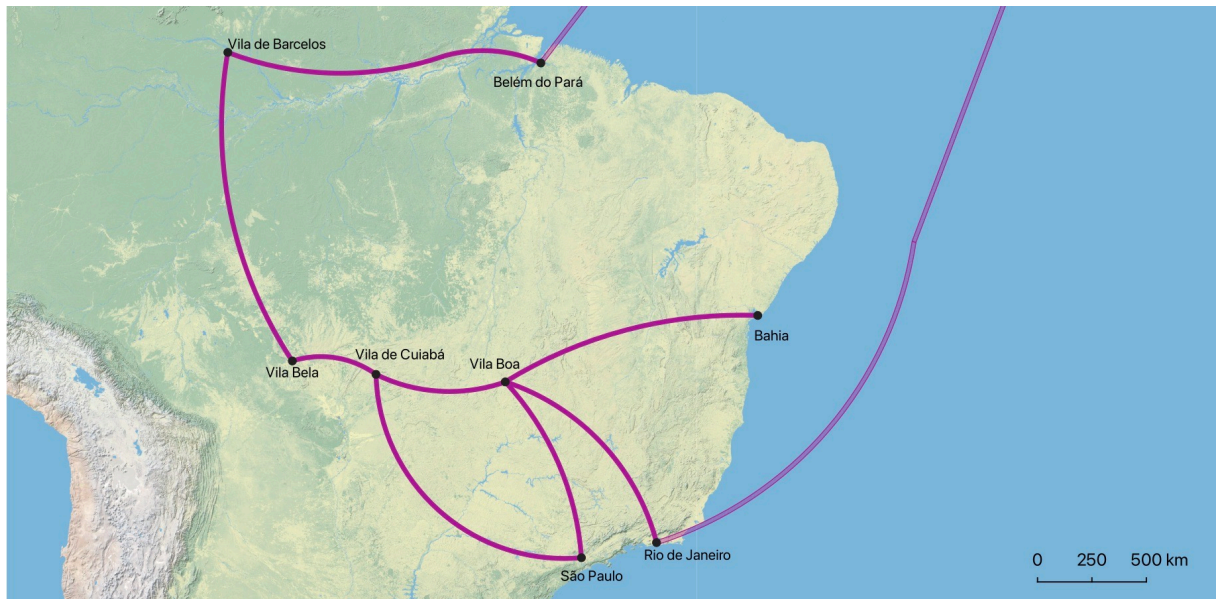 Vila de Barcelos
Belém do Pará
Bahia
Vila de Cuiabá
Vila Boa
Vila Bela
Rio de Janeiro
São Paulo
0 250 500 km